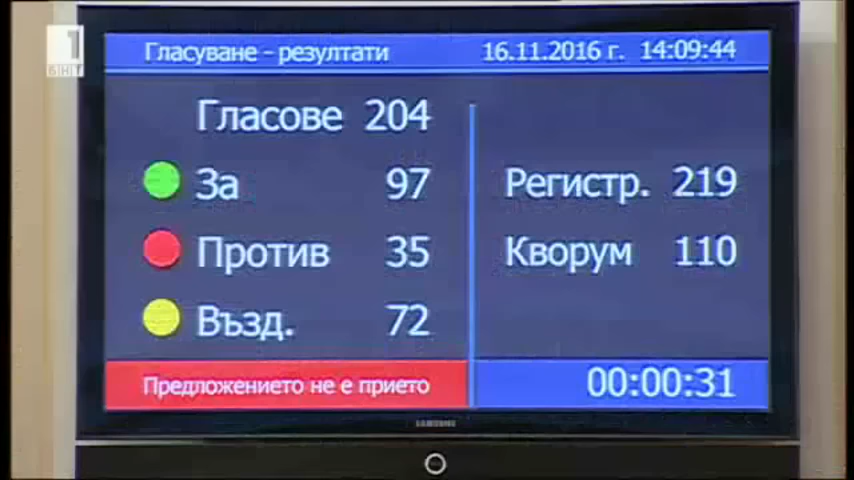 1
БНТ
Гласуване - резултати 16.11.2016 г. 14:09:44
Гласове 204
За 97
Против 35
Възд. 72
Регистр. 219
Кворум 110
Предложението не е прието
00:00:31
SAMSUNG